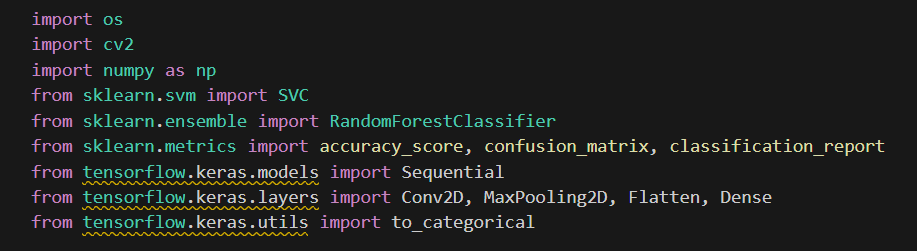 import os
import cv2
import numpy as np
from sklearn.svm import SVC
from sklearn.ensemble import RandomForestClassifier
from sklearn.metrics import accuracy_score, confusion_matrix, classification_report
from tensorflow.keras.models import Sequential
from tensorflow.keras.layers import Conv2D, MaxPooling2D, Flatten, Dense
from tensorflow.keras.utils import to_categorical